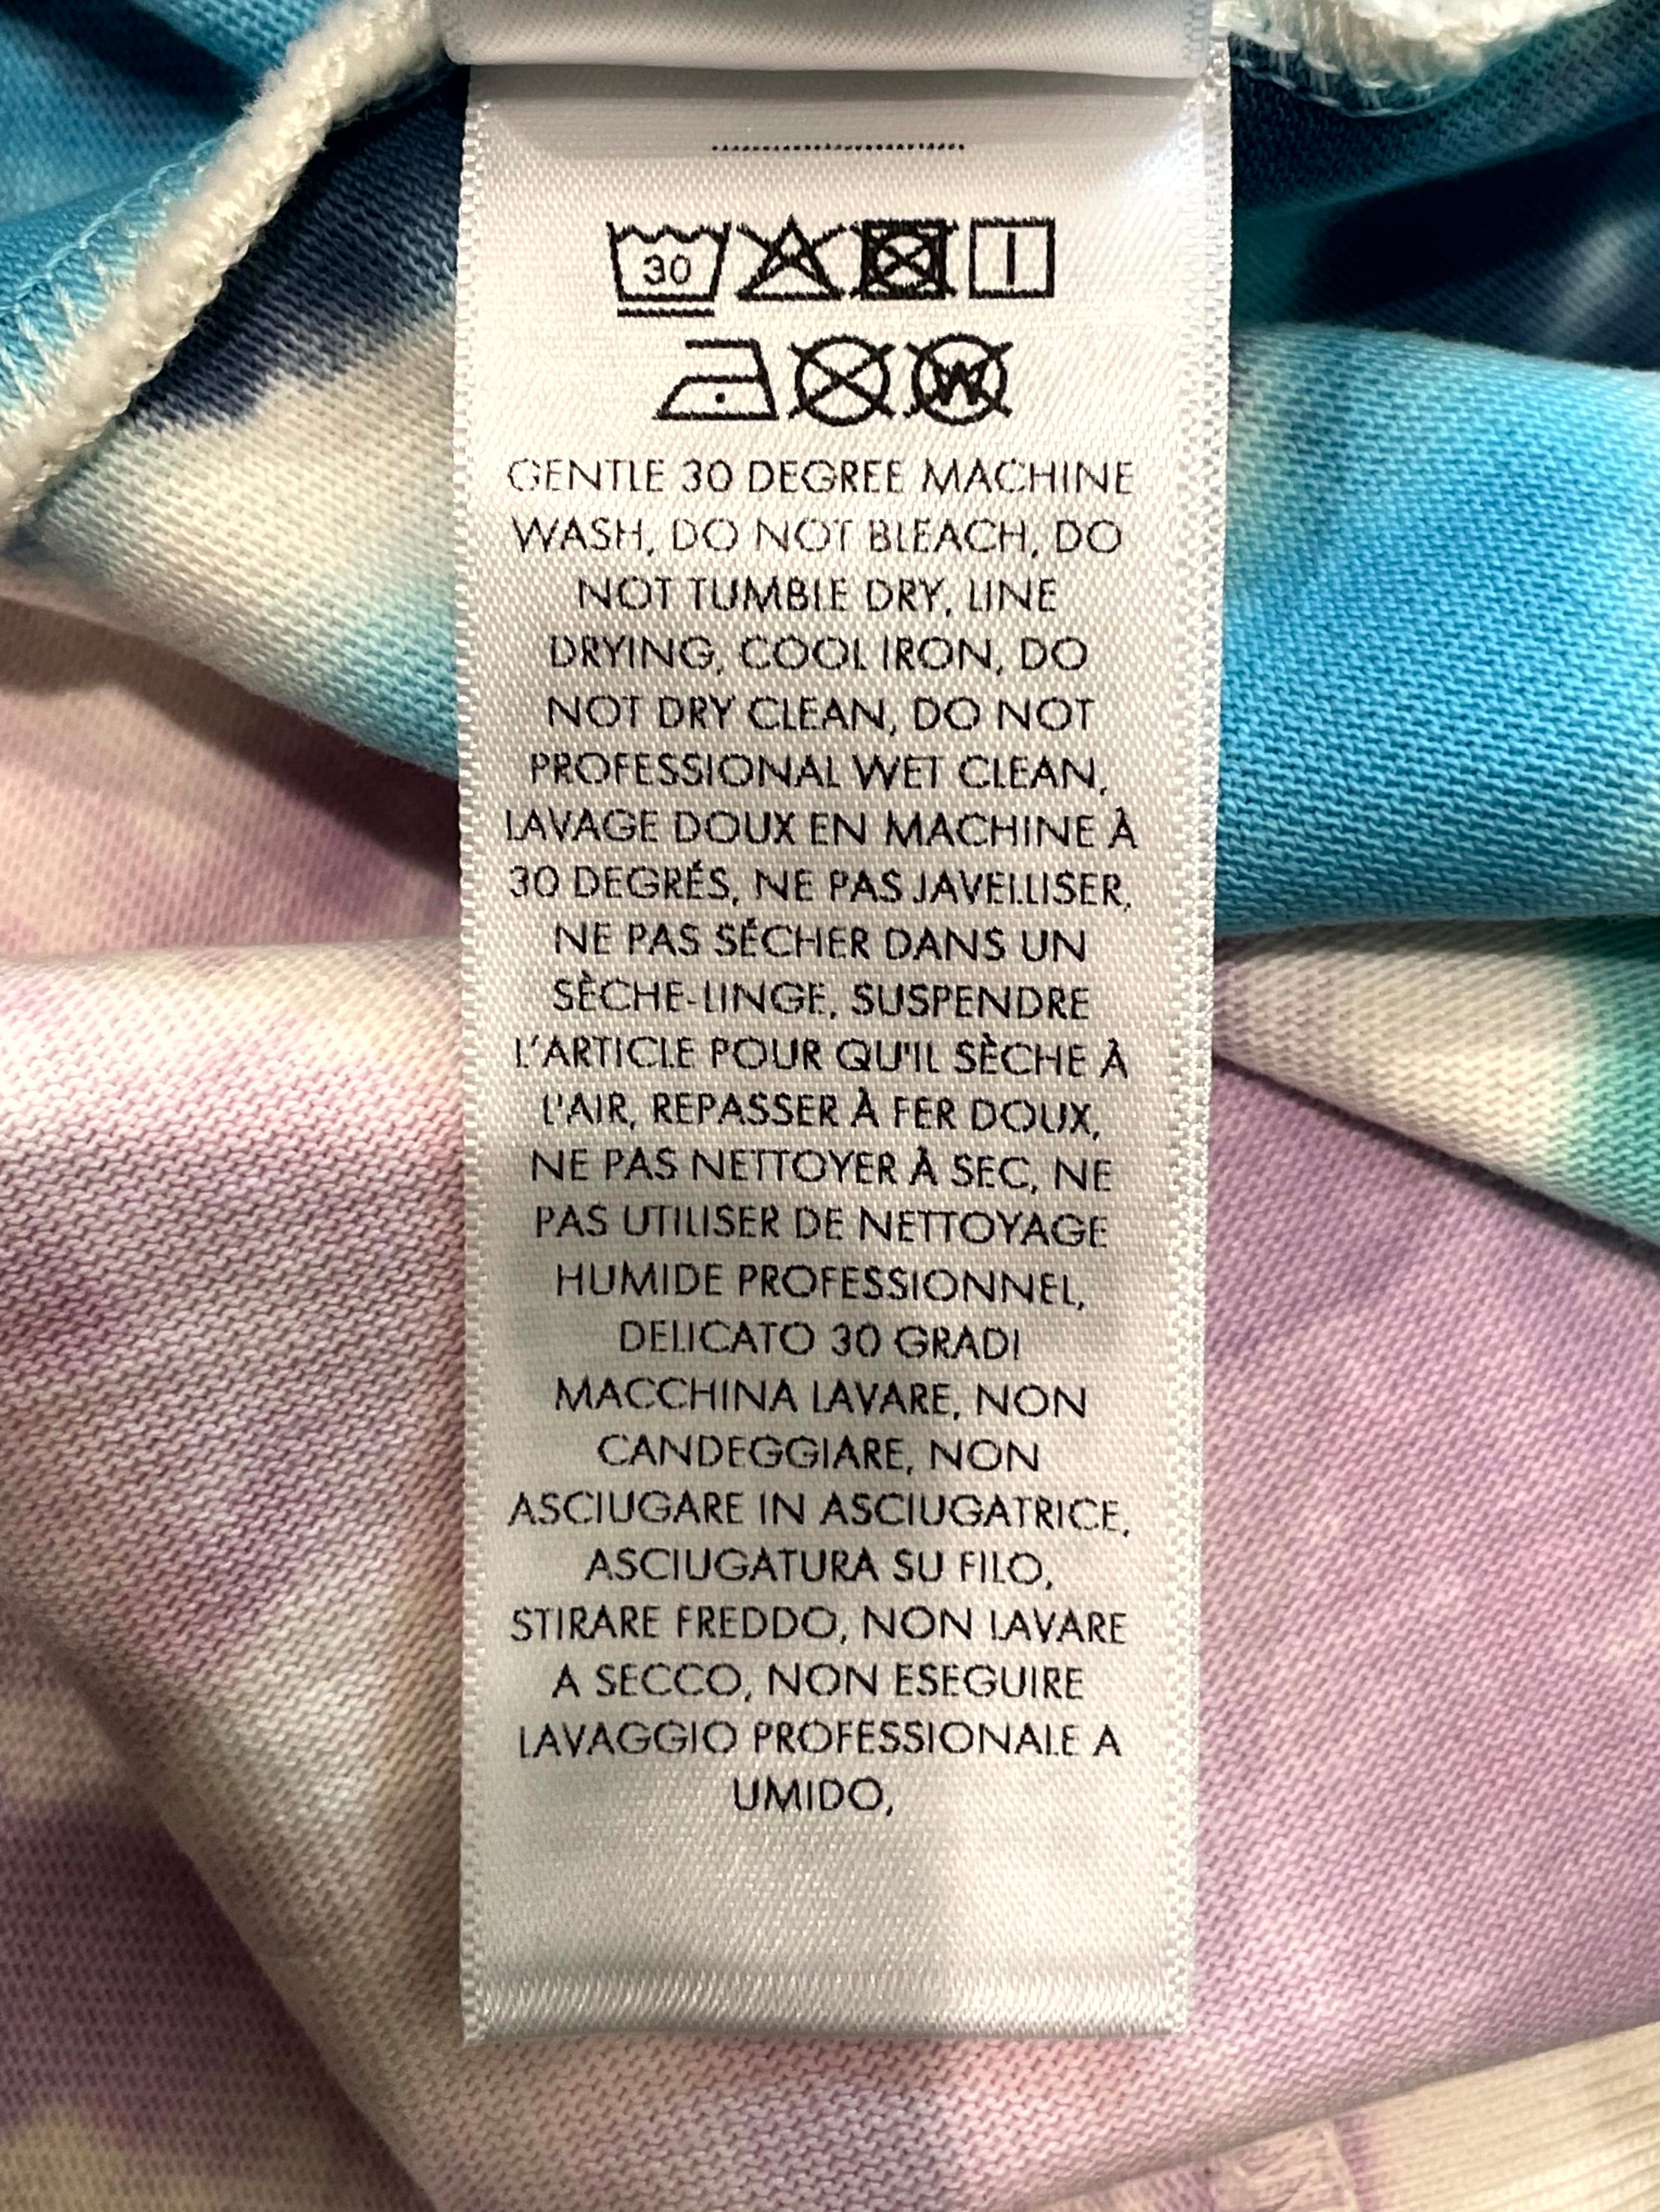 30
W
GENTLE 30 DEGREE MACHINE
WASH, DO NOT BLEACH, DO
NOT TUMBLE DRY, LINE
DRYING, COOL IRON, DO
NOT DRY CLEAN, DO NOT
PROFESSIONAL WET CLEAN,
LAVAGE DOUX EN MACHINE À
30 DEGRÉS, NE PAS JAVELLISER,
NE PAS SÉCHER DANS UN
SÈCHE-LINGE, SUSPENDRE
L'ARTICLE POUR QU'IL SÈCHE À
L'AIR, REPASSER À FER DOUX,
NE PAS NETTOYER À SEC, NE
PAS UTILISER DE NETTOYAGE
HUMIDE PROFESSIONNEL,
DELICATO 30 GRADI
MACCHINA LAVARE, NON
CANDEGGIARE, NON
ASCIUGARE IN ASCIUGATRICE,
ASCIUGATURA SU FILO,
STIRARE FREDDO, NON LAVARE
A SECCO, NON ESEGUIRE
LAVAGGIO PROFESSIONALE A
UMIDO,